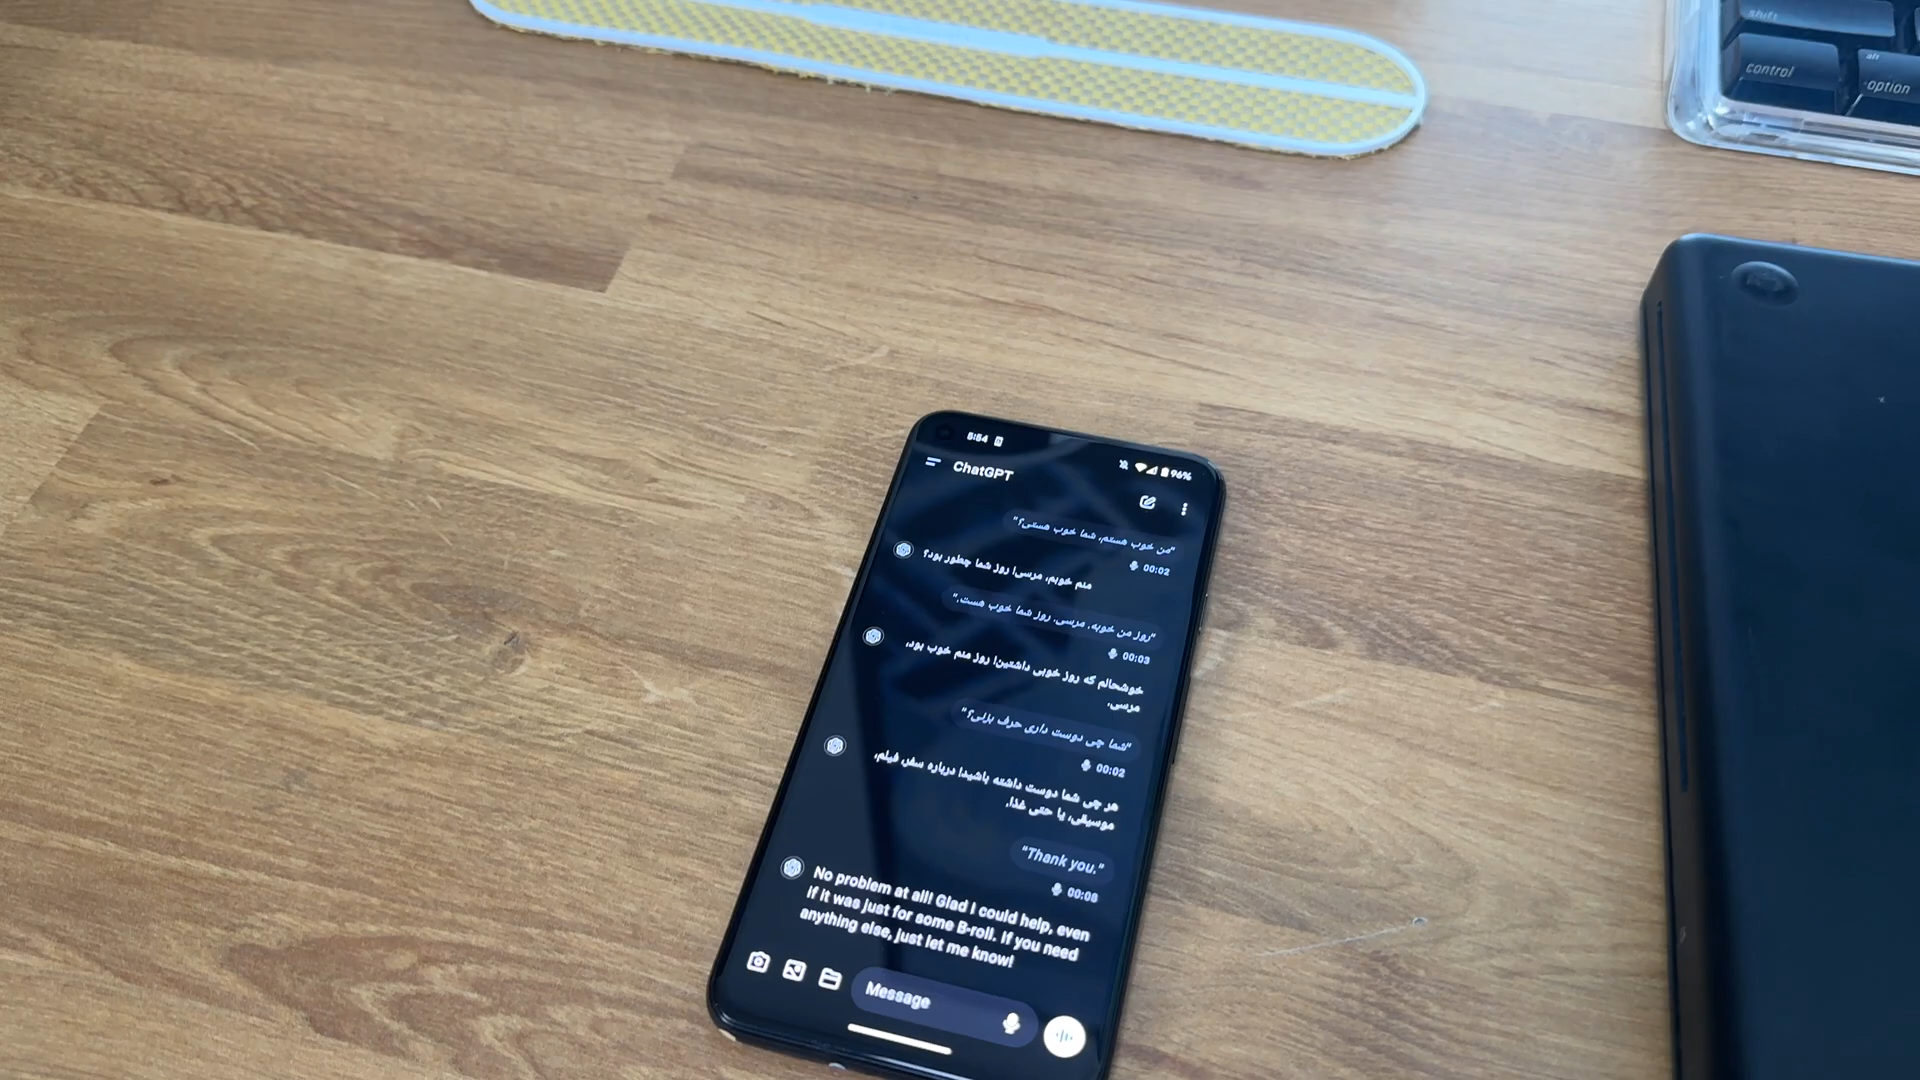 shift
control
alt
option
5:54
96%
ChatGPT
"من خوب هستم، شما خوب هستی؟"
00:02
منم خوبم، مرسی! روز شما چطور بود؟
"روز من خوبه. مرسی. روز شما خوب هست."
00:03
خوشحالم که روز خوبی داشتین! روز منم خوب بود،
مرسی.
"شما چی دوست داری حرف بزنی؟"
00:02
هر چی شما دوست داشته باشید! درباره سفر، فیلم،
موسیقی، یا حتی غذا.
"Thank you."
00:08
No problem at all! Glad I could help, even
if it was just for some B-roll. If you need
anything else, just let me know!
Message